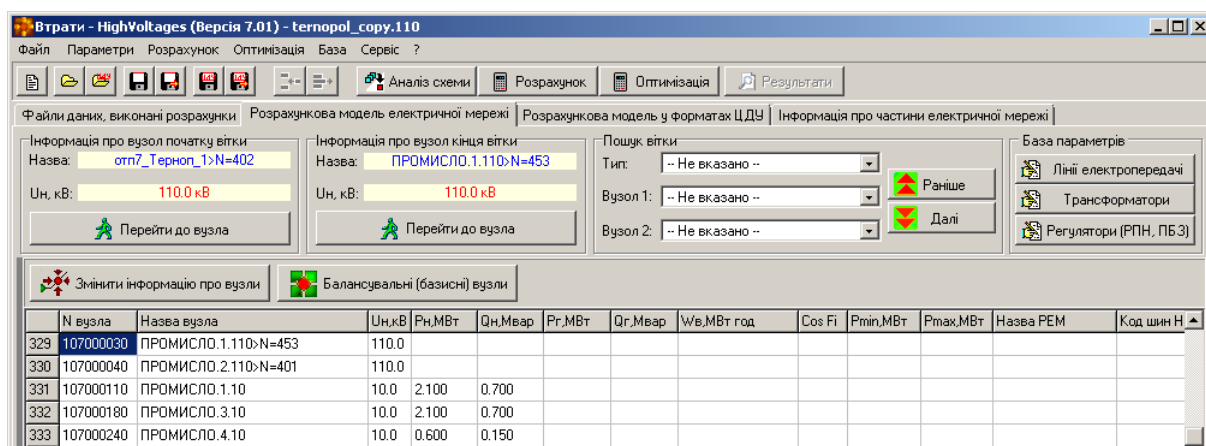 Втрати - HighVoltages (Версія 7.01) - ternopol_copy.110
Файл Параметри Розрахунок Оптимізація База Сервіс ?
Аналіз схеми Розрахунок Оптимізація Результати
Файли даних, виконані розрахунки Розрахункова модель електричної мережі Розрахункова модель у форматах ЦДУ Інформація про частини електричної мережі
Інформація про вузол початку вітки Інформація про вузол кінця вітки Пошук вітки База параметрів
Назва: отп7_Терноп_1>N=402 Назва: ПРОМИСЛО.1.110>N=453 Тип: -- Не вказано -- Лінії електропередачі
Раніше
Uн, кВ: 110.0 кВ Uн, кВ: 110.0 кВ Вузол 1: -- Не вказано -- Трансформатори
Далі
Перейти до вузла Перейти до вузла Вузол 2: -- Не вказано -- Регулятори (РПН, ПБЗ)
Змінити інформацію про вузли Балансувальні (базисні) вузли
N вузла Назва вузла Uн,кВ Pн,МВт Qн,Мвар Pг,МВт Qг,Мвар Wв,МВт год Cos Fi Pmin,МВт Pmax,МВт Назва РЕМ Код шин Н
329 107000030 ПРОМИСЛО.1.110>N=453 110.0
330 107000040 ПРОМИСЛО.2.110>N=401 110.0
331 107000110 ПРОМИСЛО.1.10 10.0 2.100 0.700
332 107000180 ПРОМИСЛО.3.10 10.0 2.100 0.700
333 107000240 ПРОМИСЛО.4.10 10.0 0.600 0.150